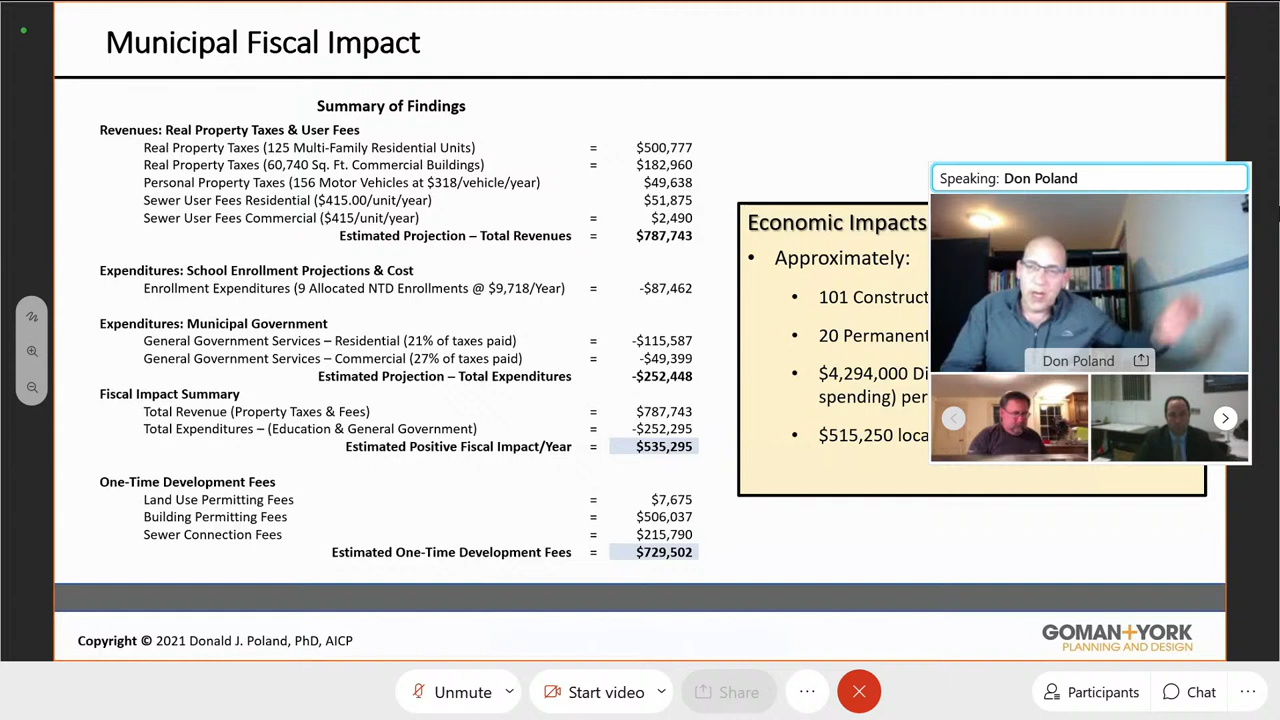 Municipal Fiscal Impact
Summary of Findings
Revenues: Real Property Taxes & User Fees
Real Property Taxes (125 Multi-Family Residential Units) = $500,777
Real Property Taxes (60,740 Sq. Ft. Commercial Buildings) = $182,960
Personal Property Taxes (156 Motor Vehicles at $318/vehicle/year) $49,638
Sewer User Fees Residential ($415.00/unit/year) $51,875
Sewer User Fees Commercial ($415/unit/year) = $2,490
Estimated Projection – Total Revenues = $787,743
Expenditures: School Enrollment Projections & Cost
Enrollment Expenditures (9 Allocated NTD Enrollments @ $9,718/Year) = -$87,462
Expenditures: Municipal Government
General Government Services – Residential (21% of taxes paid) = -$115,587
General Government Services – Commercial (27% of taxes paid) = -$49,399
Estimated Projection – Total Expenditures = -$252,448
Fiscal Impact Summary
Total Revenue (Property Taxes & Fees) = $787,743
Total Expenditures – (Education & General Government) = -$252,295
Estimated Positive Fiscal Impact/Year = $535,295
One-Time Development Fees
Land Use Permitting Fees = $7,675
Building Permitting Fees = $506,037
Sewer Connection Fees = $215,790
Estimated One-Time Development Fees = $729,502
Economic Impacts
• Approximately:
• 101 Construct
• 20 Permanent
• $4,294,000 Di
spending) per
• $515,250 loca
Speaking: Don Poland
Don Poland
Copyright © 2021 Donald J. Poland, PhD, AICP
GOMAN+YORK
PLANNING AND DESIGN
Unmute Start video Share Participants Chat